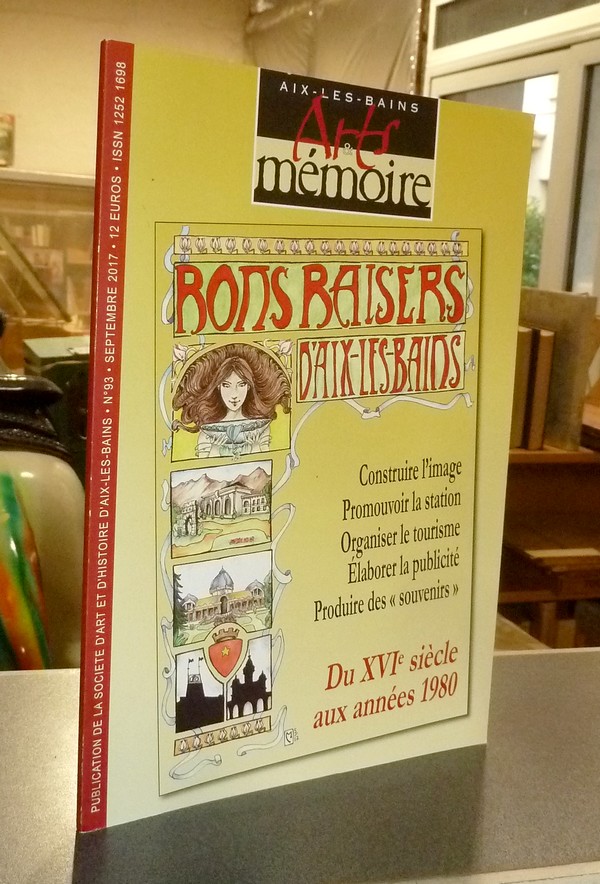 PUBLICATION DE LA SOCIETE D'ART ET D'HISTOIRE D'AIX-LES-BAINS • N°93 • SEPTEMBRE 2017 • 12 EUROS • ISSN 1252 1698
AIX-LES-BAINS
Arts
&
mémoire
BONS BAISERS
D'AIX-LES-BAINS
Construire l'image
Promouvoir la station
Organiser le tourisme
Élaborer la publicité
Produire des « souvenirs »
Du XVIe siècle
aux années 1980